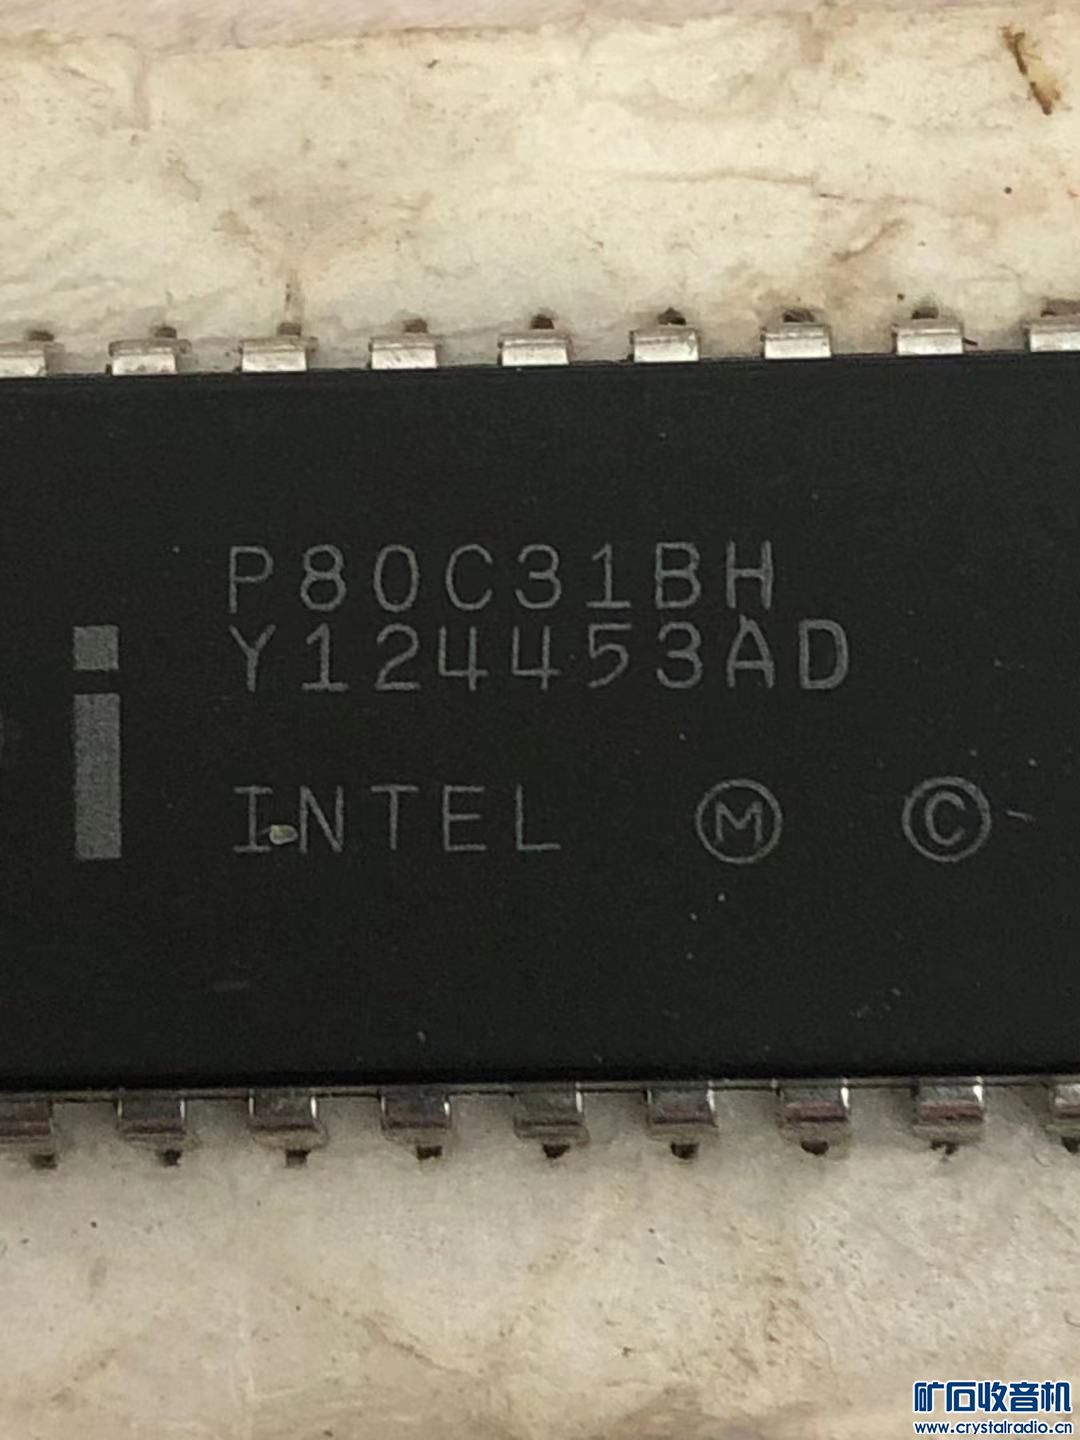 P80C31BH
Y124453AD
INTEL Ⓜ ©
矿石收音机
www.crystalradio.cn